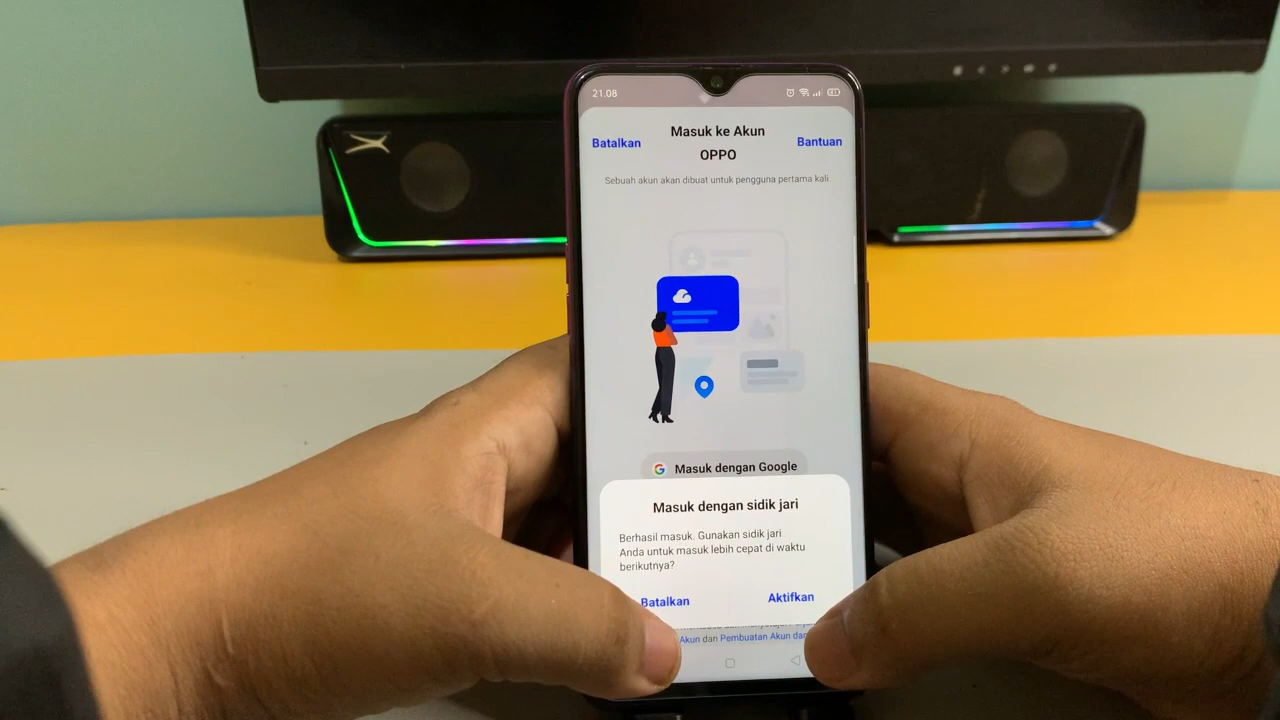 21.08
Batalkan
Masuk ke Akun
OPPO
Bantuan
Sebuah akun akan dibuat untuk pengguna pertama kali.
Masuk dengan Google
Masuk dengan sidik jari
Berhasil masuk. Gunakan sidik jari
Anda untuk masuk lebih cepat di waktu
berikutnya?
Batalkan
Aktifkan
Akun dan Pembuatan Akun dan